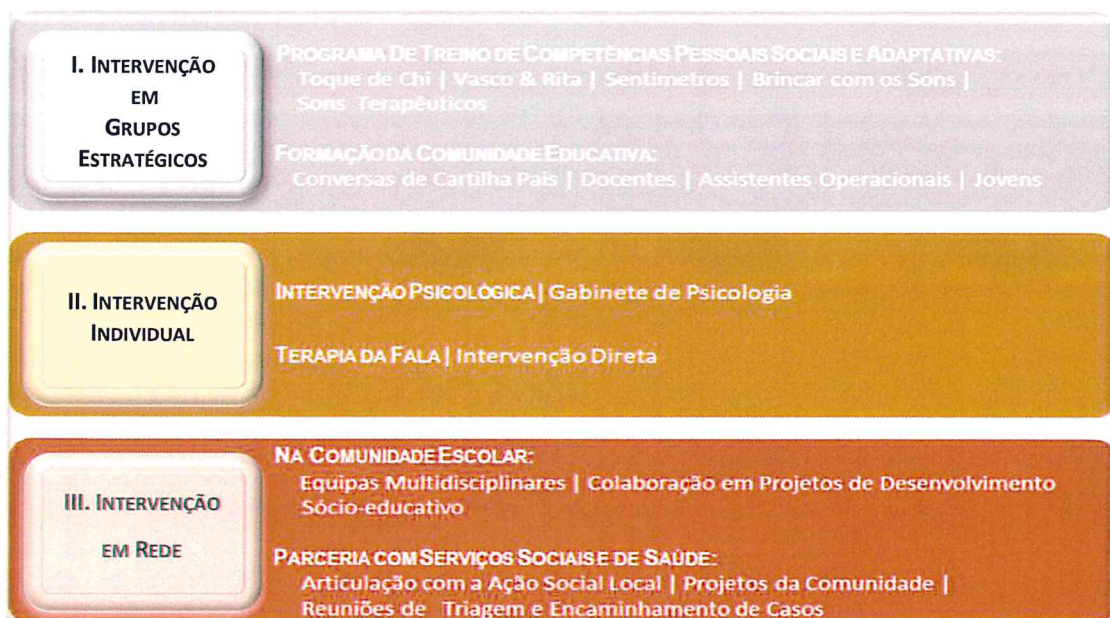 I. INTERVENÇÃO
EM
GRUPOS
ESTRATÉGICOS
PROGRAMA DE TREINO DE COMPETÊNCIAS PESSOAIS SOCIAIS E ADAPTATIVAS:
Toque de Chi | Vasco & Rita | Sentimetros | Brincar com os Sons |
Sons Terapêuticos
FORMAÇÃO DA COMUNIDADE EDUCATIVA:
Conversas de Cartilha Pais | Docentes | Assistentes Operacionais | Jovens
II. INTERVENÇÃO
INDIVIDUAL
INTERVENÇÃO PSICOLÓGICA | Gabinete de Psicologia
TERAPIA DA FALA | Intervenção Direta
III. INTERVENÇÃO
EM REDE
NA COMUNIDADE ESCOLAR:
Equipas Multidisciplinares | Colaboração em Projetos de Desenvolvimento
Sócio-educativo
PARCERIA COM SERVIÇOS SOCIAIS E DE SAÚDE:
Articulação com a Ação Social Local | Projetos da Comunidade |
Reuniões de Triagem e Encaminhamento de Casos